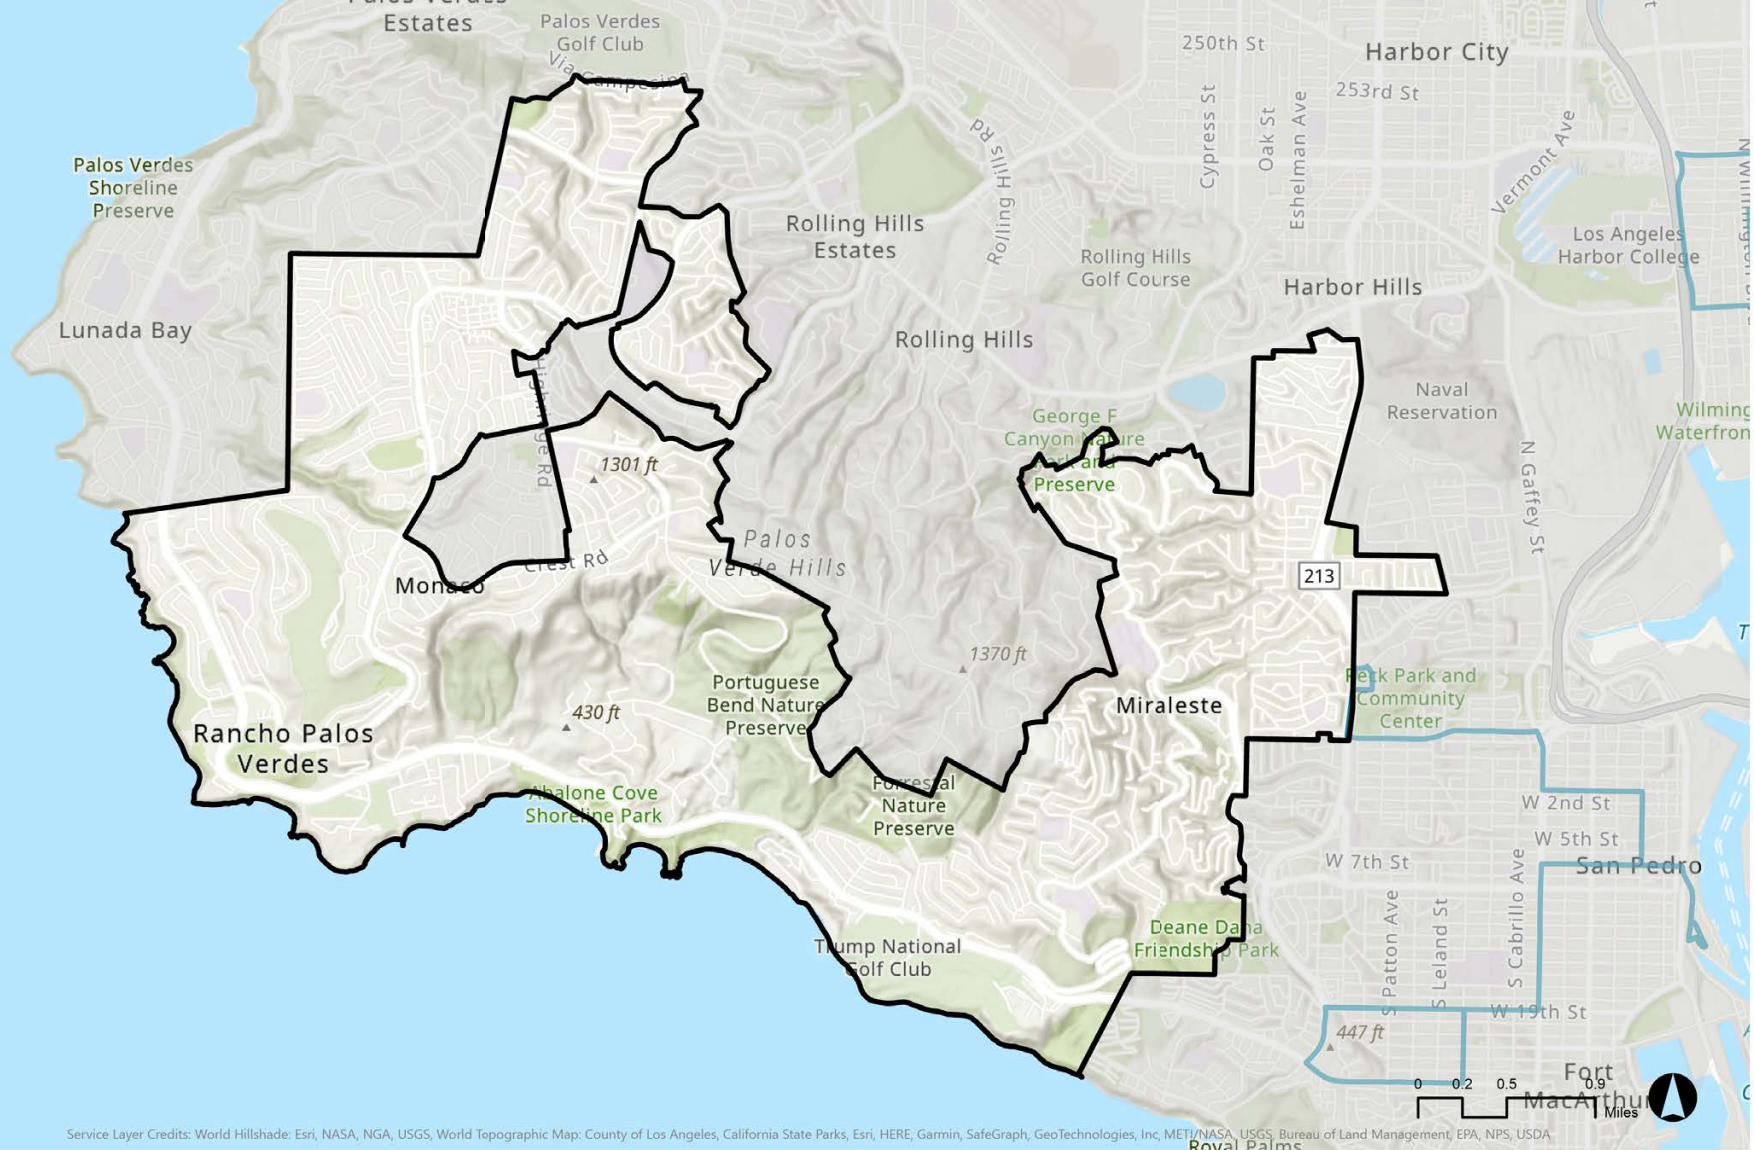 Palos Verdes
Estates
Palos Verdes
Golf Club
Via Campesina
250th St
Harbor City
253rd St
Cypress St
Oak St
Eshelman Ave
Vermont Ave
Rolling Hills Rd
Palos Verdes
Shoreline
Preserve
Rolling Hills
Estates
Rolling Hills
Golf Course
Los Angeles
Harbor College
Harbor Hills
Lunada Bay
Rolling Hills
Naval
Reservation
George F
Canyon Nature
Park and
Preserve
N Gaffey St
Highridge Rd
1301 ft
Palos
Verde Hills
Crest Rd
Monaco
213
1370 ft
Portuguese
Bend Nature
Preserve
Miraleste
Peck Park and
Community
Center
430 ft
Rancho Palos
Verdes
Abalone Cove
Shoreline Park
Forrestal
Nature
Preserve
W 2nd St
W 5th St
W 7th St
San Pedro
S Patton Ave
S Leland St
S Cabrillo Ave
Deane Dana
Friendship Park
Trump National
Golf Club
W 19th St
447 ft
Fort
MacArthur
0 0.2 0.5 0.9
Miles
Service Layer Credits: World Hillshade: Esri, NASA, NGA, USGS, World Topographic Map: County of Los Angeles, California State Parks, Esri, HERE, Garmin, SafeGraph, GeoTechnologies, Inc, METI/NASA, USGS, Bureau of Land Management, EPA, NPS, USDA
Royal Palms